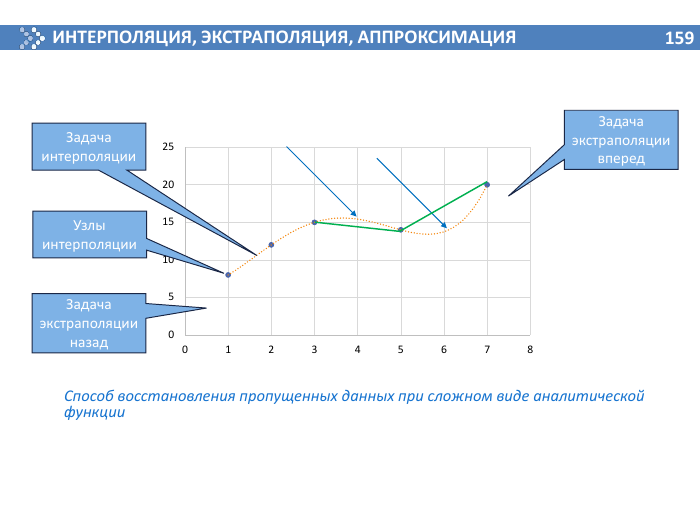 ИНТЕРПОЛЯЦИЯ, ЭКСТРАПОЛЯЦИЯ, АППРОКСИМАЦИЯ
159
Задача
интерполяции
Узлы
интерполяции
Задача
экстраполяции
назад
Задача
экстраполяции
вперед
25
20
15
10
5
0
0 1 2 3 4 5 6 7 8
Способ восстановления пропущенных данных при сложном виде аналитической
функции